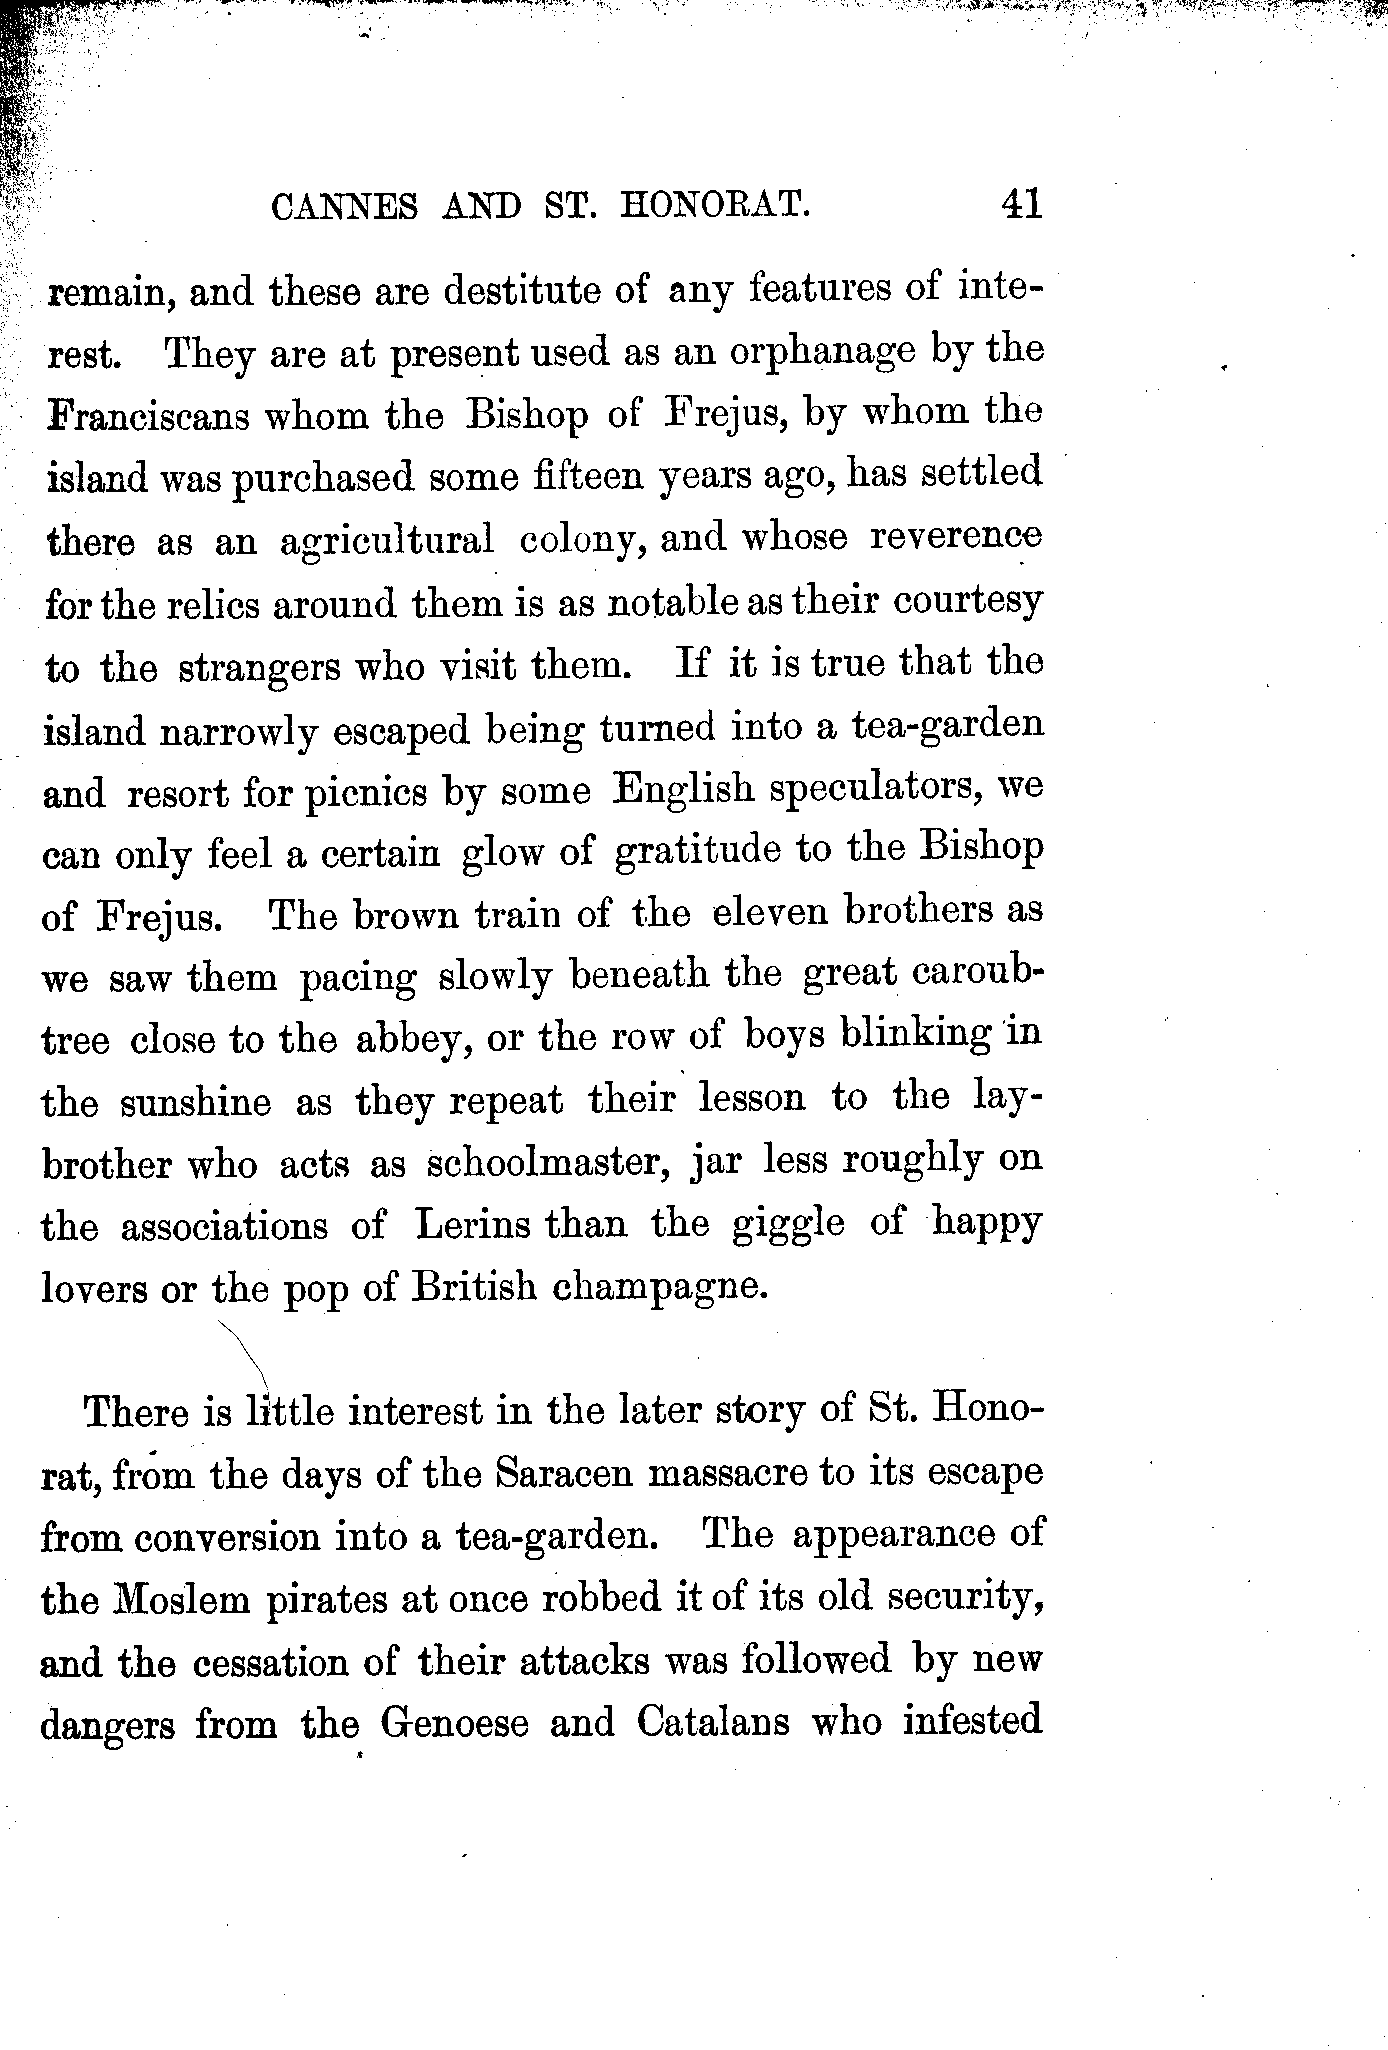 CANNES AND ST. HONORAT. 41
remain, and these are destitute of any features of inte-
rest. They are at present used as an orphanage by the
Franciscans whom the Bishop of Frejus, by whom the
island was purchased some fifteen years ago, has settled
there as an agricultural colony, and whose reverence
for the relics around them is as notable as their courtesy
to the strangers who visit them. If it is true that the
island narrowly escaped being turned into a tea-garden
and resort for picnics by some English speculators, we
can only feel a certain glow of gratitude to the Bishop
of Frejus. The brown train of the eleven brothers as
we saw them pacing slowly beneath the great caroub-
tree close to the abbey, or the row of boys blinking in
the sunshine as they repeat their lesson to the lay-
brother who acts as schoolmaster, jar less roughly on
the associations of Lerins than the giggle of happy
lovers or the pop of British champagne.
There is little interest in the later story of St. Hono-
rat, from the days of the Saracen massacre to its escape
from conversion into a tea-garden. The appearance of
the Moslem pirates at once robbed it of its old security,
and the cessation of their attacks was followed by new
dangers from the Genoese and Catalans who infested